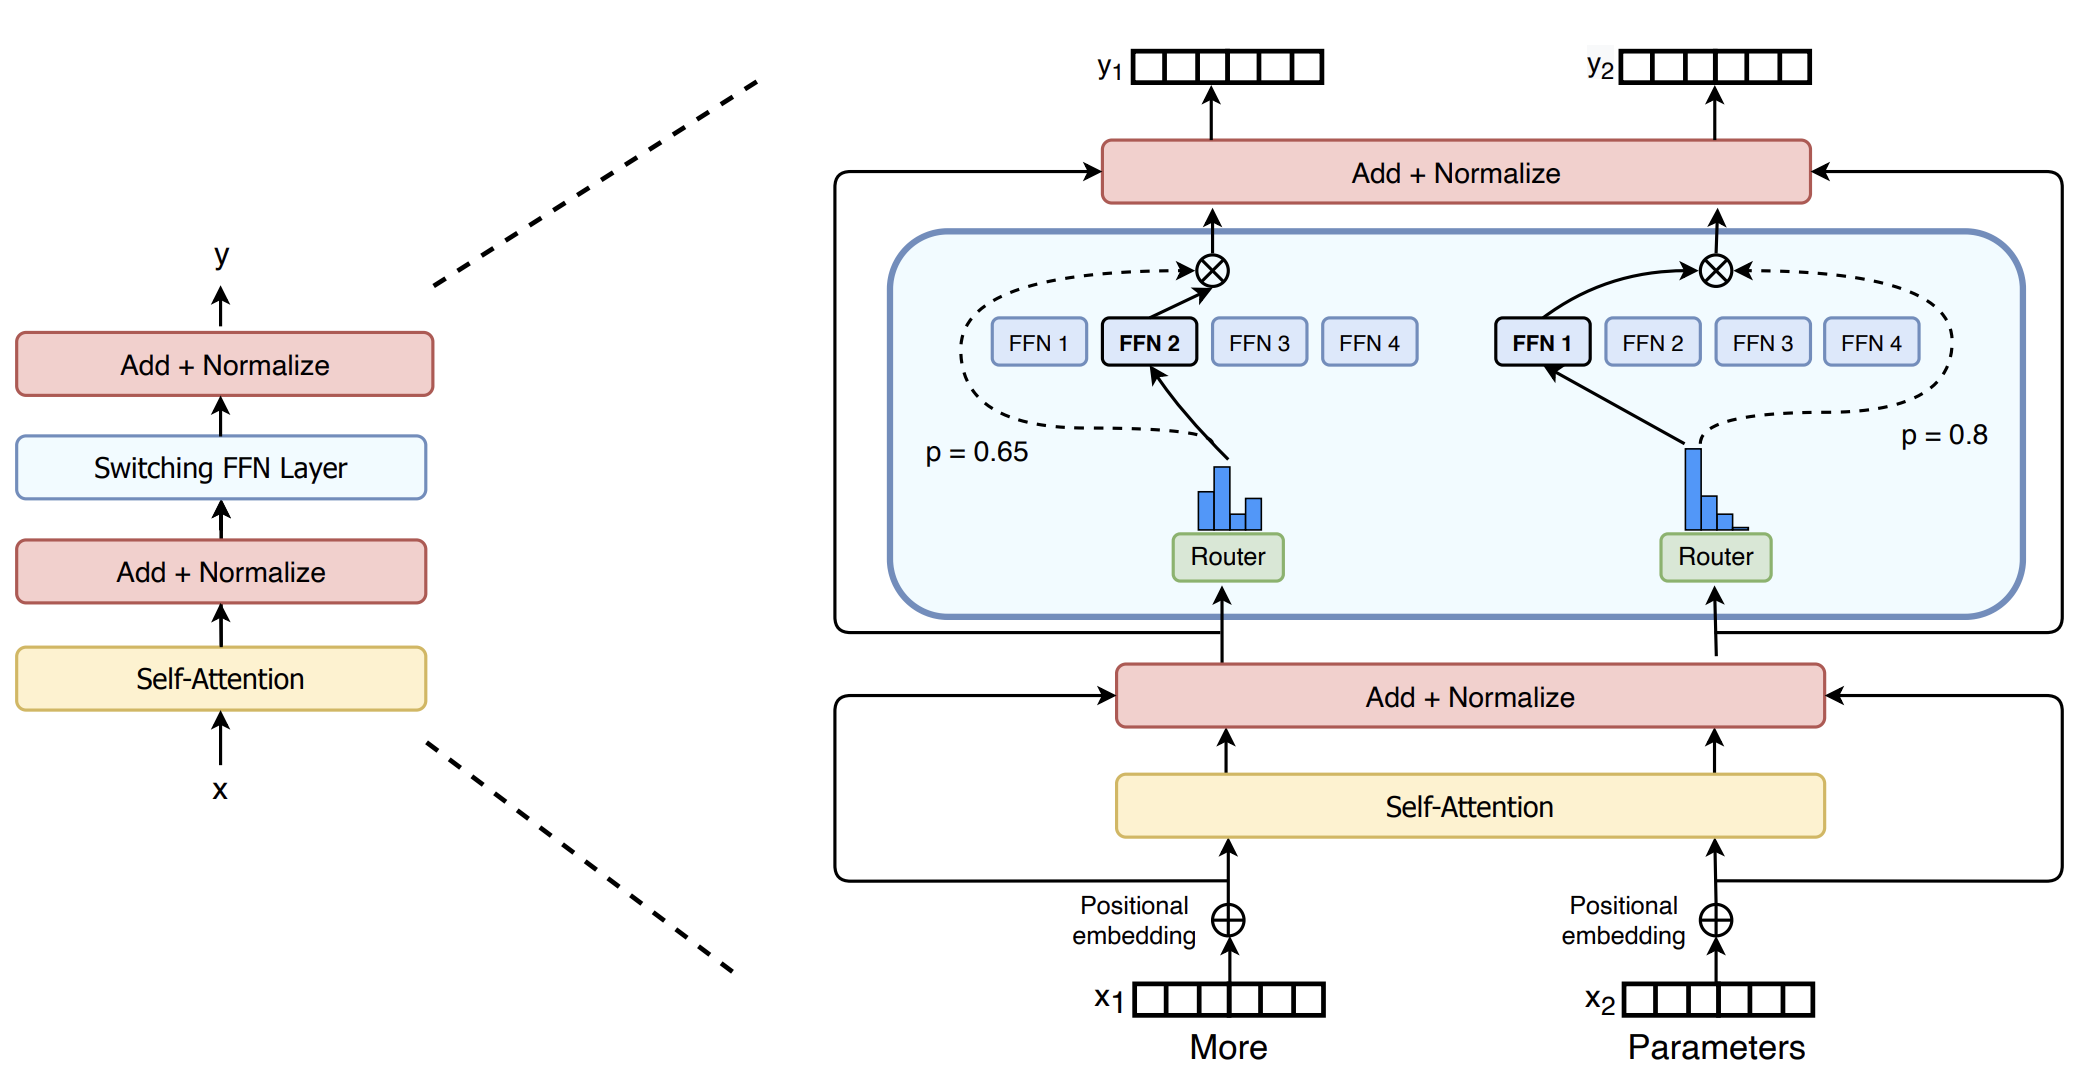 y
Add + Normalize
Switching FFN Layer
Add + Normalize
Self-Attention
x
y1
y2
Add + Normalize
FFN 1
FFN 2
FFN 3
FFN 4
FFN 1
FFN 2
FFN 3
FFN 4
p = 0.65
p = 0.8
Router
Router
Add + Normalize
Self-Attention
Positional
embedding
Positional
embedding
x1
x2
More
Parameters